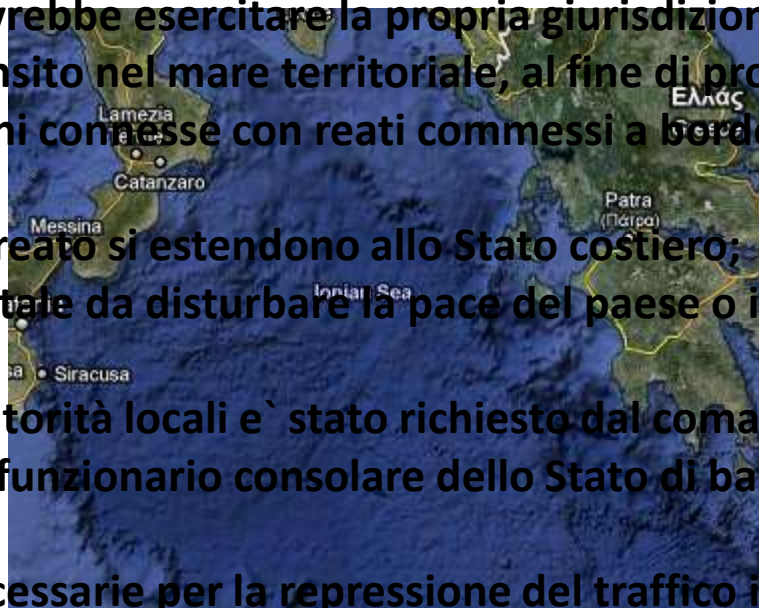 vrebbe esercitare la propria giurisdizion
nsito nel mare territoriale, al fine di pro
Ελλάς
Greece
Lamezia
Terme
ni connesse con reati commessi a bord
Catanzaro
Patra
(Πάτρα)
Messina
reato si estendono allo Stato costiero;
Ionian Sea
tale da disturbare la pace del paese o i
sa
Siracusa
torità locali e` stato richiesto dal coma
funzionario consolare dello Stato di ba
cessarie per la repressione del traffico i